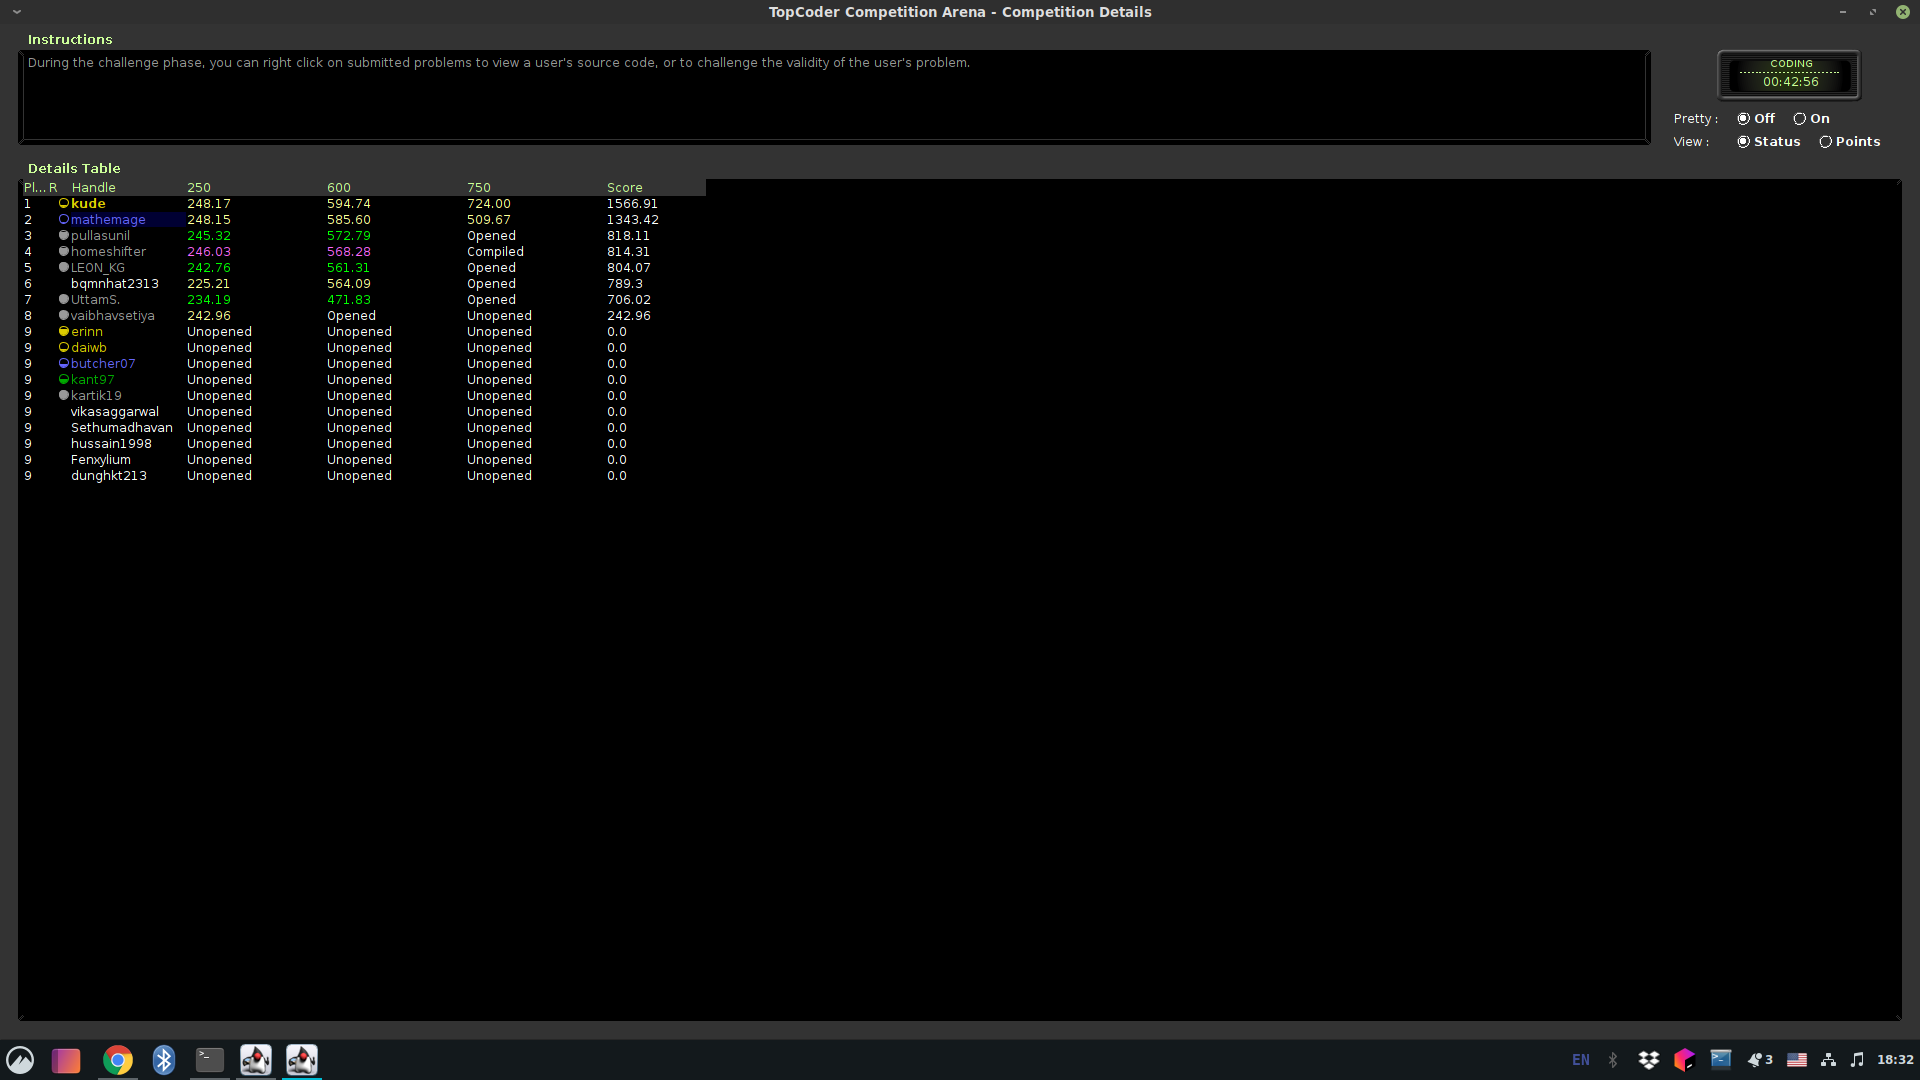 TopCoder Competition Arena - Competition Details
Instructions
During the challenge phase, you can right click on submitted problems to view a user's source code, or to challenge the validity of the user's problem.
CODING
00:42:56
Pretty : Off On
View : Status Points
Details Table
Pl... R Handle 250 600 750 Score
1 kude 248.17 594.74 724.00 1566.91
2 mathemage 248.15 585.60 509.67 1343.42
3 pullasunil 245.32 572.79 Opened 818.11
4 homeshifter 246.03 568.28 Compiled 814.31
5 LEON_KG 242.76 561.31 Opened 804.07
6 bqmnhat2313 225.21 564.09 Opened 789.3
7 UttamS. 234.19 471.83 Opened 706.02
8 vaibhavsetiya 242.96 Opened Unopened 242.96
9 erinn Unopened Unopened Unopened 0.0
9 daiwb Unopened Unopened Unopened 0.0
9 butcher07 Unopened Unopened Unopened 0.0
9 kant97 Unopened Unopened Unopened 0.0
9 kartik19 Unopened Unopened Unopened 0.0
9 vikasaggarwal Unopened Unopened Unopened 0.0
9 Sethumadhavan Unopened Unopened Unopened 0.0
9 hussain1998 Unopened Unopened Unopened 0.0
9 Fenxylium Unopened Unopened Unopened 0.0
9 dunghkt213 Unopened Unopened Unopened 0.0
EN 3 18:32